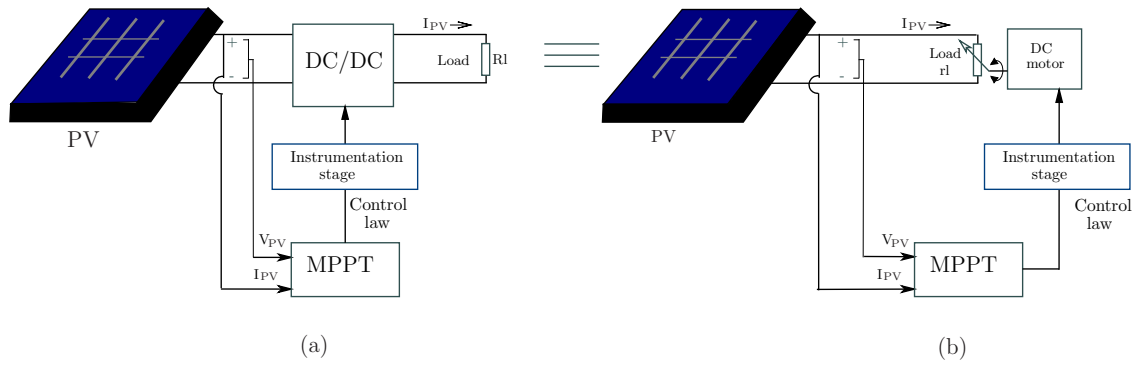 I_PV
+
-
DC/DC
Load
Rl
PV
Instrumentation
stage
Control
law
V_PV
I_PV
MPPT
(a)
I_PV
+
-
Load
rl
DC
motor
PV
Instrumentation
stage
Control
law
V_PV
I_PV
MPPT
(b)